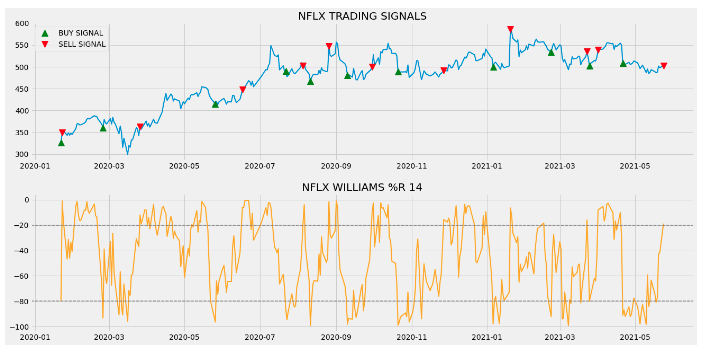 NFLX TRADING SIGNALS
600
BUY SIGNAL
SELL SIGNAL
550
500
450
400
350
300
2020-01 2020-03 2020-05 2020-07 2020-09 2020-11 2021-01 2021-03 2021-05
NFLX WILLIAMS %R 14
0
−20
−40
−60
−80
−100
2020-01 2020-03 2020-05 2020-07 2020-09 2020-11 2021-01 2021-03 2021-05